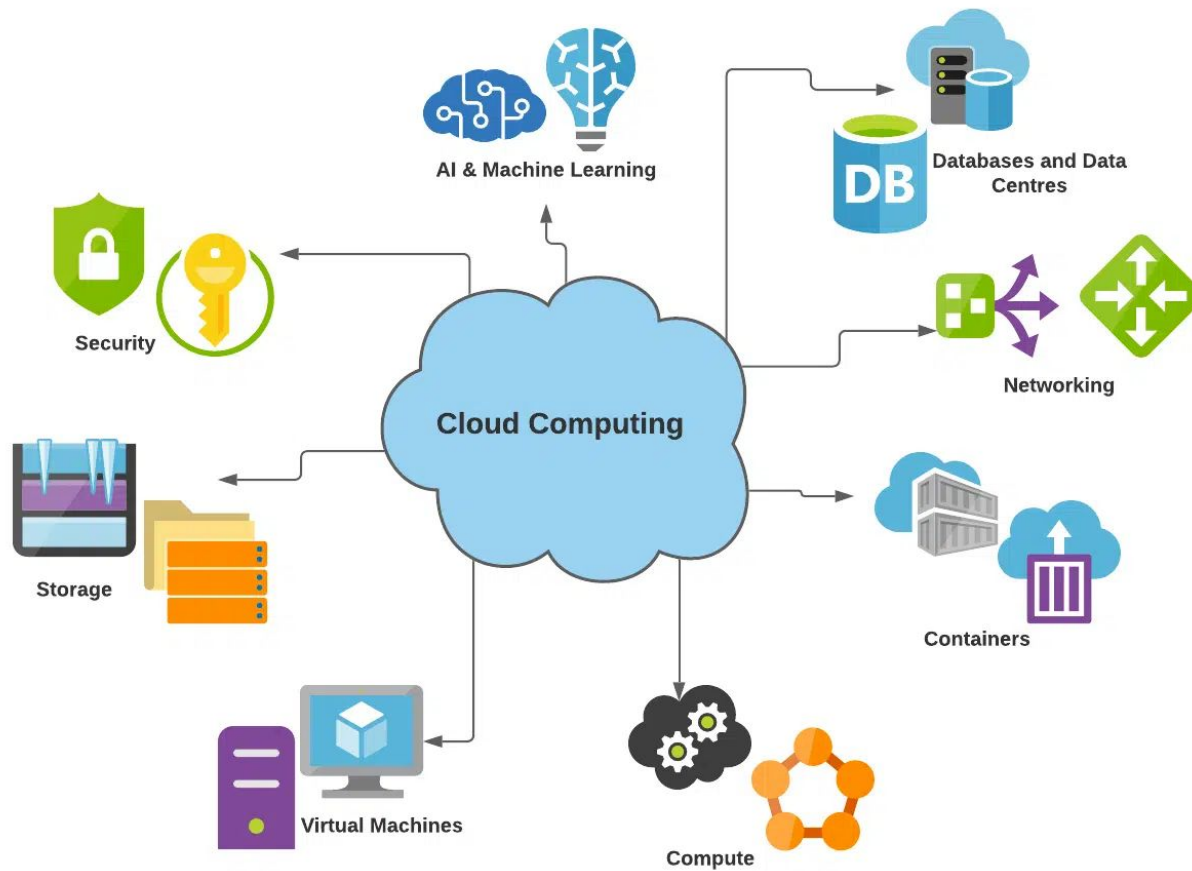 AI & Machine Learning
Databases and Data
Centres
DB
Security
Networking
Cloud Computing
Storage
Containers
Virtual Machines
Compute